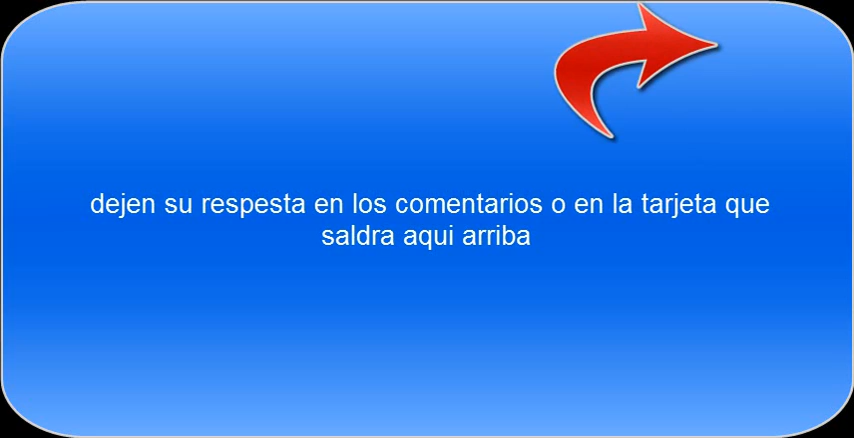 dejen su respesta en los comentarios o en la tarjeta que
saldra aqui arriba